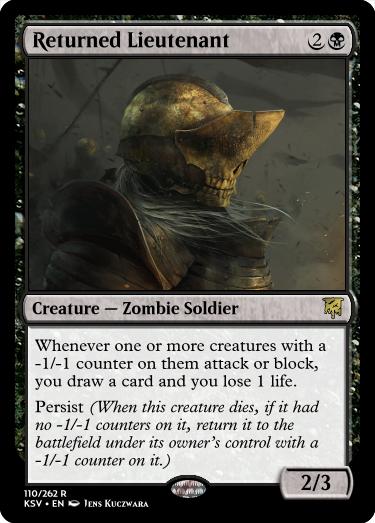 Returned Lieutenant 2
Creature — Zombie Soldier
Whenever one or more creatures with a
-1/-1 counter on them attack or block,
you draw a card and you lose 1 life.
Persist (When this creature dies, if it had
no -1/-1 counters on it, return it to the
battlefield under its owner's control with a
-1/-1 counter on it.)
2/3
110/262 R
KSV • EN Jens Kuczwara